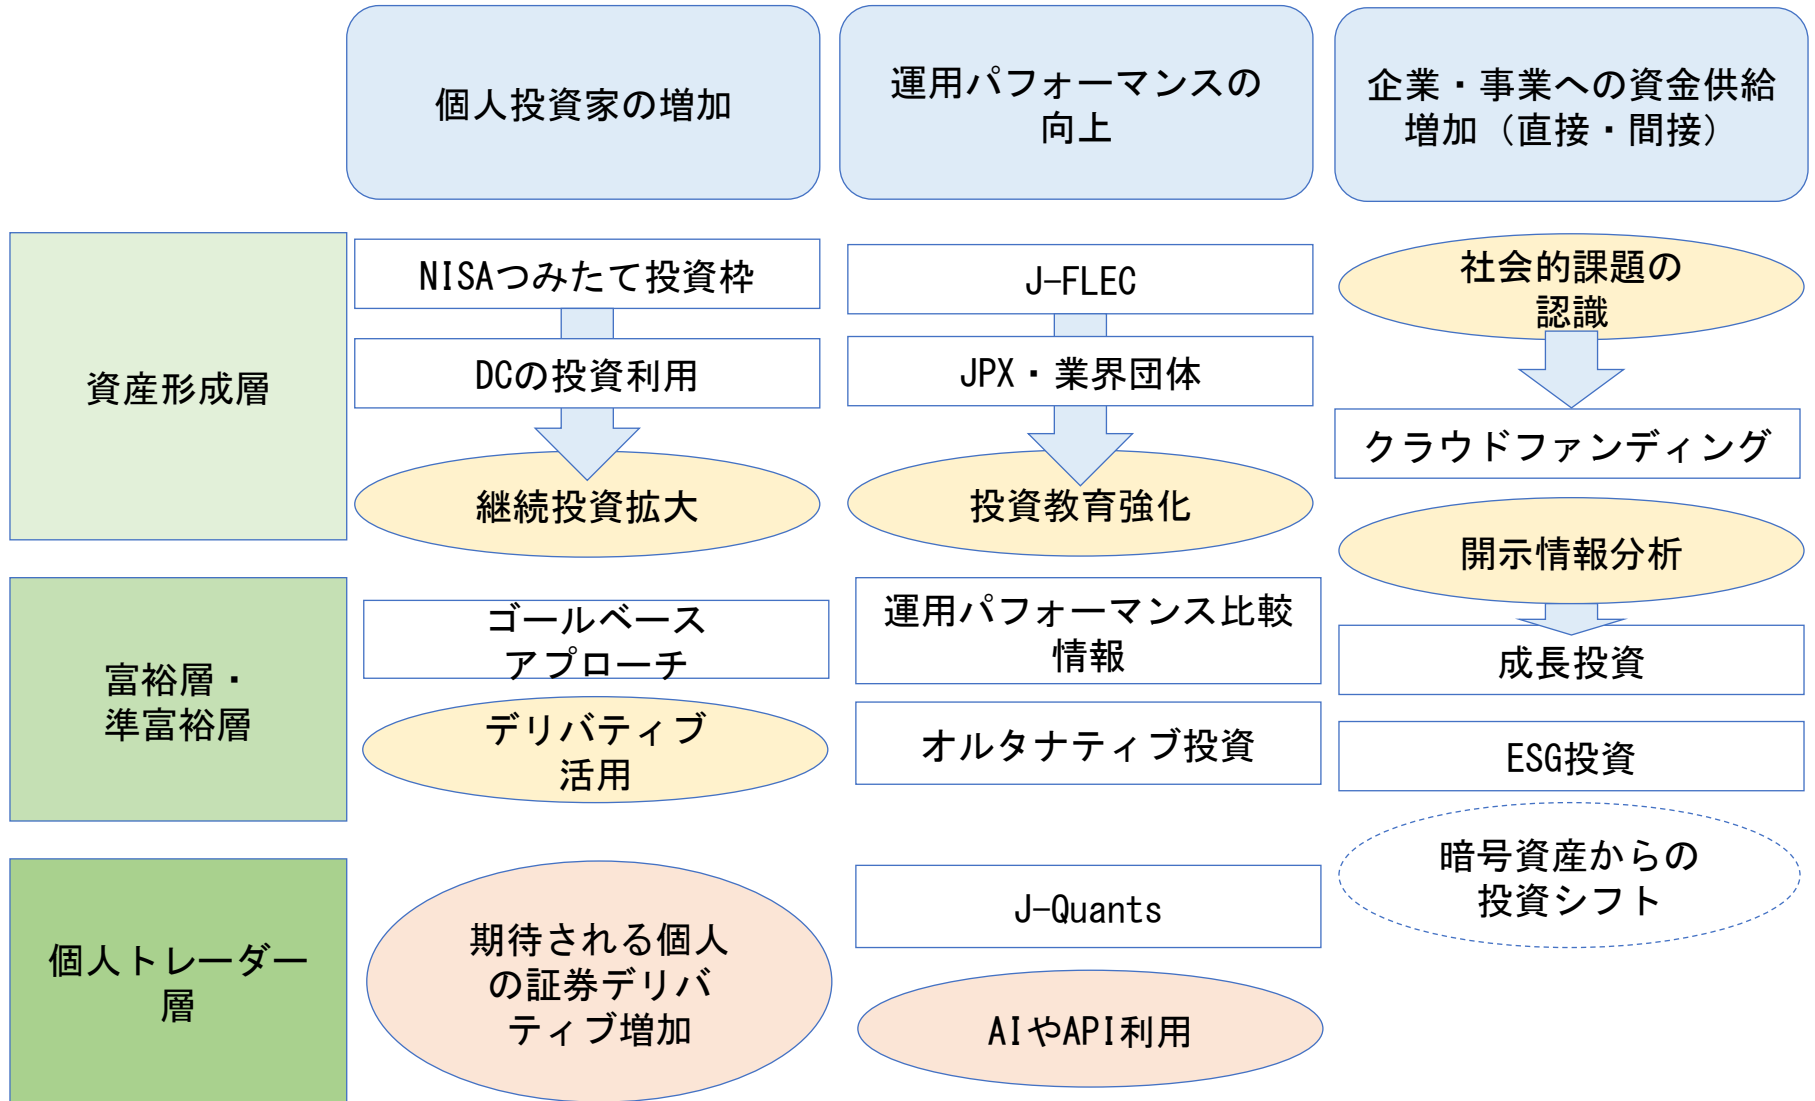 個人投資家の増加
運用パフォーマンスの
向上
企業・事業への資金供給
増加（直接・間接）
資産形成層
NISAつみたて投資枠
DCの投資利用
継続投資拡大
J-FLEC
JPX・業界団体
投資教育強化
社会的課題の
認識
クラウドファンディング
開示情報分析
富裕層・
準富裕層
ゴールベース
アプローチ
デリバティブ
活用
運用パフォーマンス比較
情報
オルタナティブ投資
成長投資
ESG投資
暗号資産からの
投資シフト
個人トレーダー
層
期待される個人
の証券デリバ
ティブ増加
J-Quants
AIやAPI利用